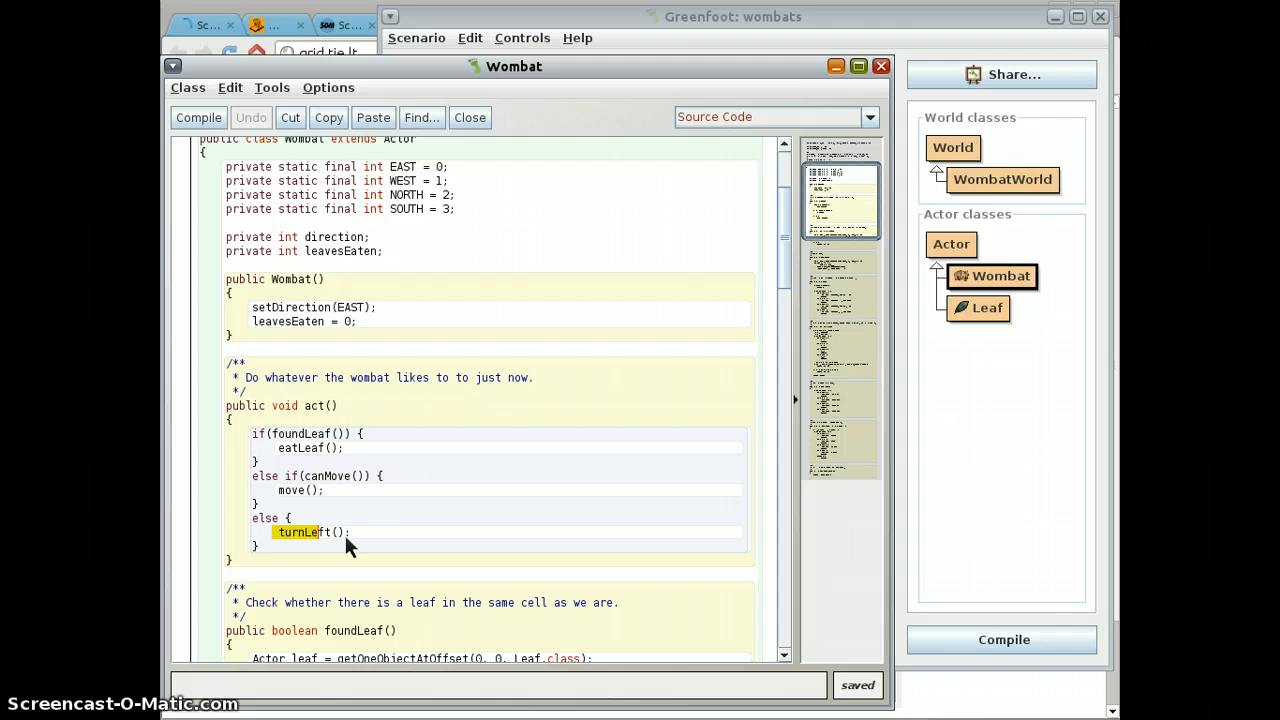 Sc...
...
Sc...
Greenfoot: wombats
Scenario Edit Controls Help
grid tie lt
Wombat
Class Edit Tools Options
Compile Undo Cut Copy Paste Find... Close
Source Code
public class Wombat extends Actor
{
private static final int EAST = 0;
private static final int WEST = 1;
private static final int NORTH = 2;
private static final int SOUTH = 3;
private int direction;
private int leavesEaten;
public Wombat()
{
setDirection(EAST);
leavesEaten = 0;
}
/**
* Do whatever the wombat likes to to just now.
*/
public void act()
{
if(foundLeaf()) {
eatLeaf();
}
else if(canMove()) {
move();
}
else {
turnLeft();
}
}
/**
* Check whether there is a leaf in the same cell as we are.
*/
public boolean foundLeaf()
{
Actor leaf = getOneObjectAtOffset(0, 0, Leaf.class);
saved
Share...
World classes
World
WombatWorld
Actor classes
Actor
Wombat
Leaf
Compile
Screencast-O-Matic.com